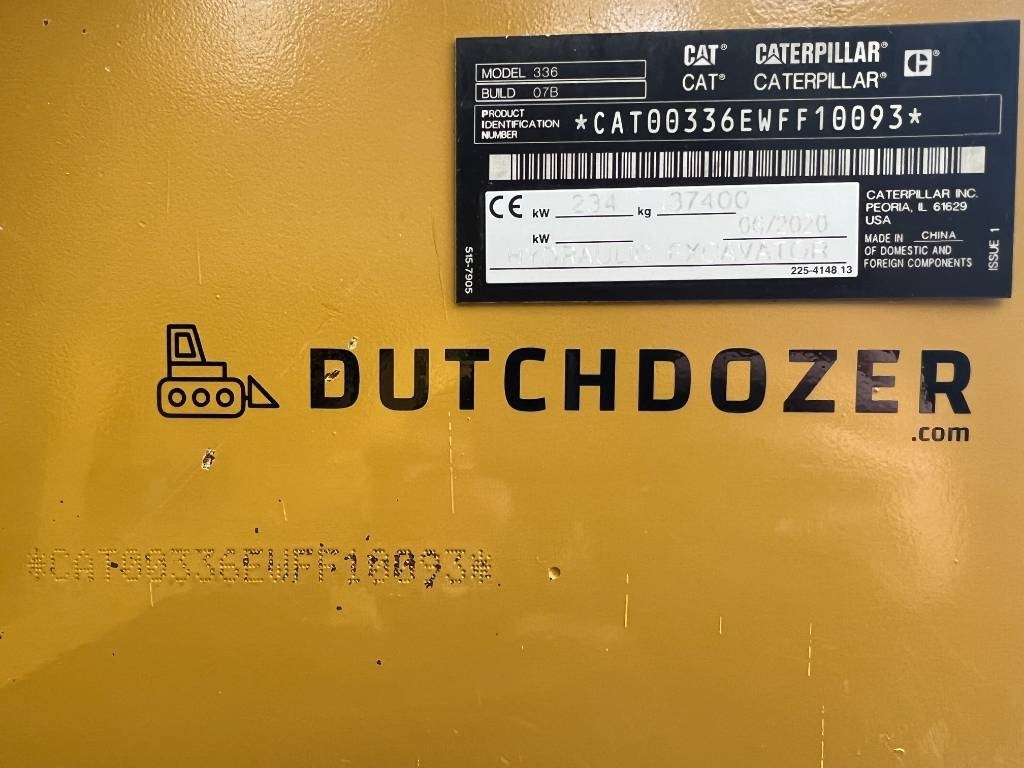 CAT® CATERPILLAR®
CAT® CATERPILLAR®
MODEL 336
BUILD 07B
PRODUCT
IDENTIFICATION
NUMBER
*CAT00336EWFF10093*
CE kW 234 kg 37400
06/2020
kW
HYDRAULIC EXCAVATOR
225-4148 13
515-7905
CATERPILLAR INC.
PEORIA, IL 61629
USA
MADE IN CHINA
OF DOMESTIC AND
FOREIGN COMPONENTS
ISSUE 1
DUTCHDOZER
.com
*CAT00336EWFF10093*